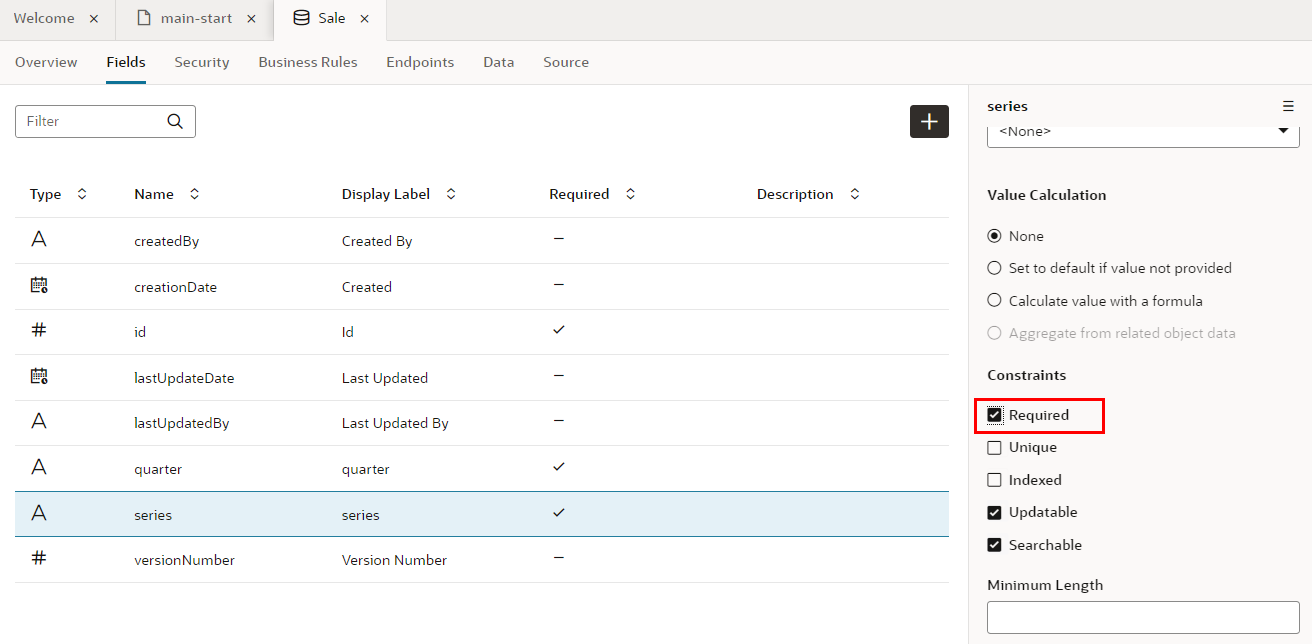 Welcome × main-start × Sale ×
Overview Fields Security Business Rules Endpoints Data Source
Filter
+
Type Name Display Label Required Description
A createdBy Created By —
creationDate Created —
# id Id ✓
lastUpdateDate Last Updated —
A lastUpdatedBy Last Updated By —
A quarter quarter ✓
A series series ✓
# versionNumber Version Number —
series
<None>
Value Calculation
None
Set to default if value not provided
Calculate value with a formula
Aggregate from related object data
Constraints
Required
Unique
Indexed
Updatable
Searchable
Minimum Length